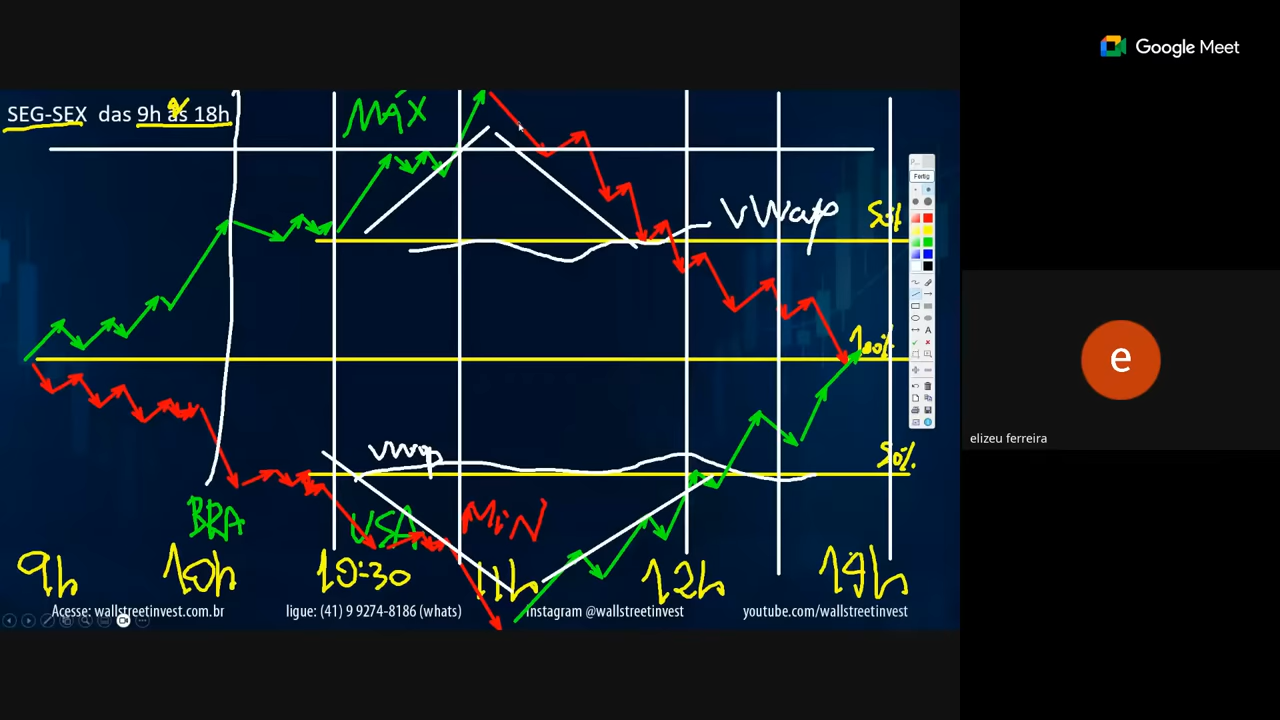 Google Meet
SEG-SEX das 9h às 18h
MÁX
VWap
50%
Fertig
100%
elizeu ferreira
e
vwap
50%
BRA
USA
MiN
9h
10h
10:30
11h
12h
Acesse: wallstreetinvest.com.br
ligue: (41) 9 9274-8186 (whats)
Instagram @wallstreetinvest
youtube.com/wallstreetinvest